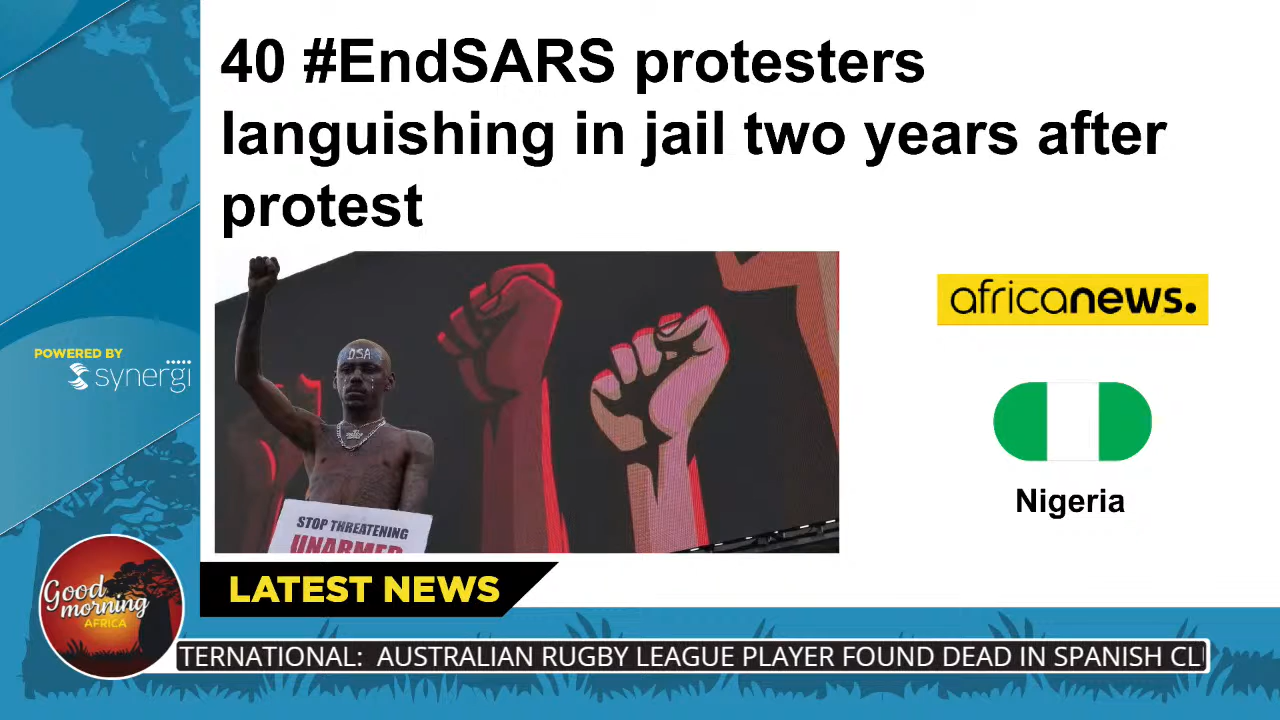 40 #EndSARS protesters
languishing in jail two years after
protest
africanews.
DSA
POWERED BY
synergi
STOP THREATENING
UNARMED
Nigeria
LATEST NEWS
Good
morning
AFRICA
TERNATIONAL: AUSTRALIAN RUGBY LEAGUE PLAYER FOUND DEAD IN SPANISH CL